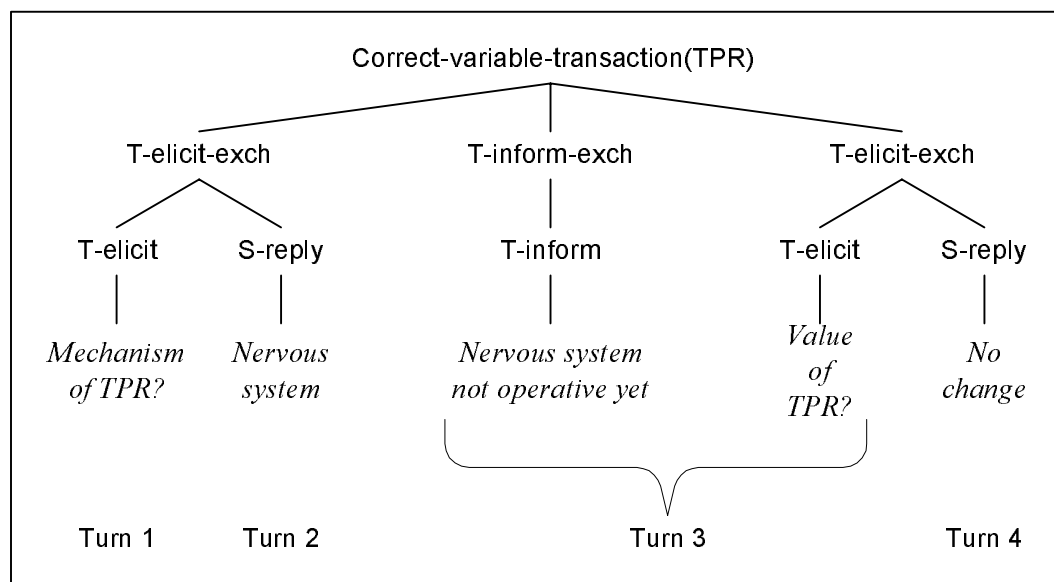 Correct-variable-transaction(TPR)
T-elicit-exch T-inform-exch T-elicit-exch
T-elicit S-reply T-inform T-elicit S-reply
Mechanism
of TPR?
Nervous
system
Nervous system
not operative yet
Value
of
TPR?
No
change
Turn 1 Turn 2 Turn 3 Turn 4